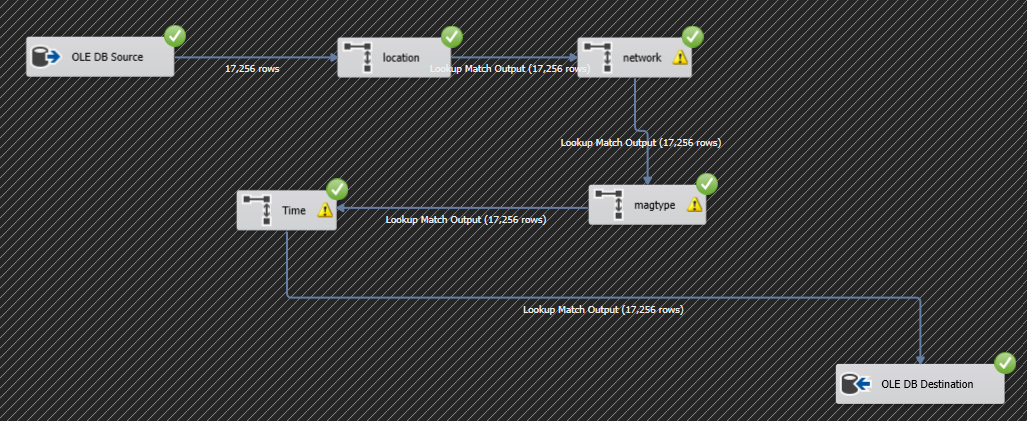 OLE DB Source
17,256 rows
location
Lookup Match Output (17,256 rows)
network
Lookup Match Output (17,256 rows)
magtype
Lookup Match Output (17,256 rows)
Time
Lookup Match Output (17,256 rows)
OLE DB Destination